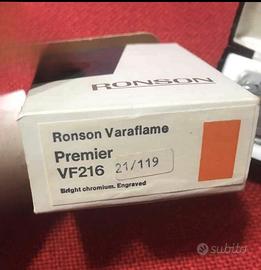 RONSON
Ronson Varaflame
Premier
VF216 21/119
Bright chromium. Engraved
subito